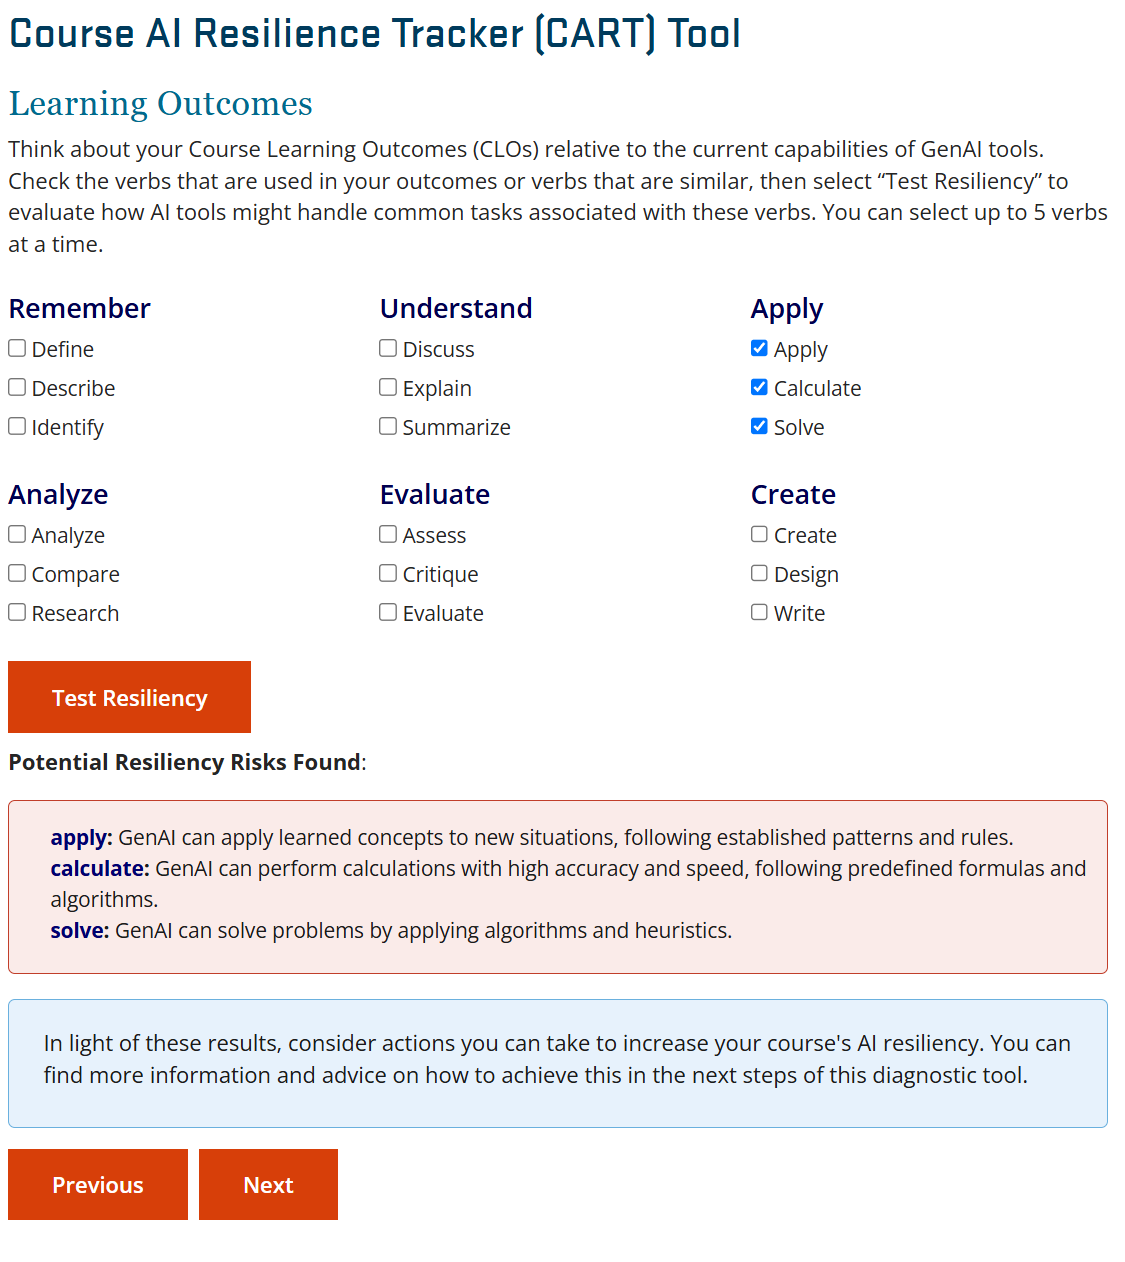 Course AI Resilience Tracker (CART) Tool
Learning Outcomes
Think about your Course Learning Outcomes (CLOs) relative to the current capabilities of GenAI tools.
Check the verbs that are used in your outcomes or verbs that are similar, then select “Test Resiliency” to
evaluate how AI tools might handle common tasks associated with these verbs. You can select up to 5 verbs
at a time.
Remember
Define
Describe
Identify
Understand
Discuss
Explain
Summarize
Apply
Apply
Calculate
Solve
Analyze
Analyze
Compare
Research
Evaluate
Assess
Critique
Evaluate
Create
Create
Design
Write
Test Resiliency
Potential Resiliency Risks Found:
apply: GenAI can apply learned concepts to new situations, following established patterns and rules.
calculate: GenAI can perform calculations with high accuracy and speed, following predefined formulas and
algorithms.
solve: GenAI can solve problems by applying algorithms and heuristics.
In light of these results, consider actions you can take to increase your course's AI resiliency. You can
find more information and advice on how to achieve this in the next steps of this diagnostic tool.
Previous
Next